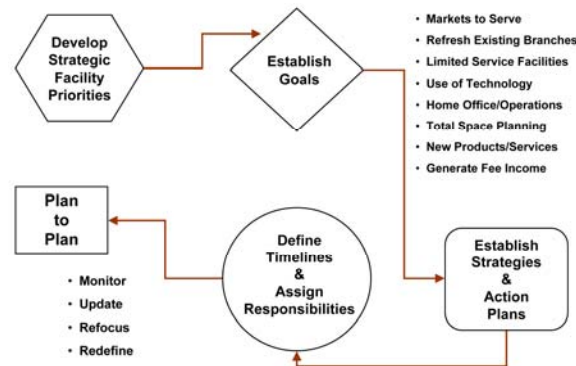 Develop
Strategic
Facility
Priorities
Establish
Goals
• Markets to Serve
• Refresh Existing Branches
• Limited Service Facilities
• Use of Technology
• Home Office/Operations
• Total Space Planning
• New Products/Services
• Generate Fee Income
Establish
Strategies
&
Action
Plans
Define
Timelines
&
Assign
Responsibilities
Plan
to
Plan
• Monitor
• Update
• Refocus
• Redefine